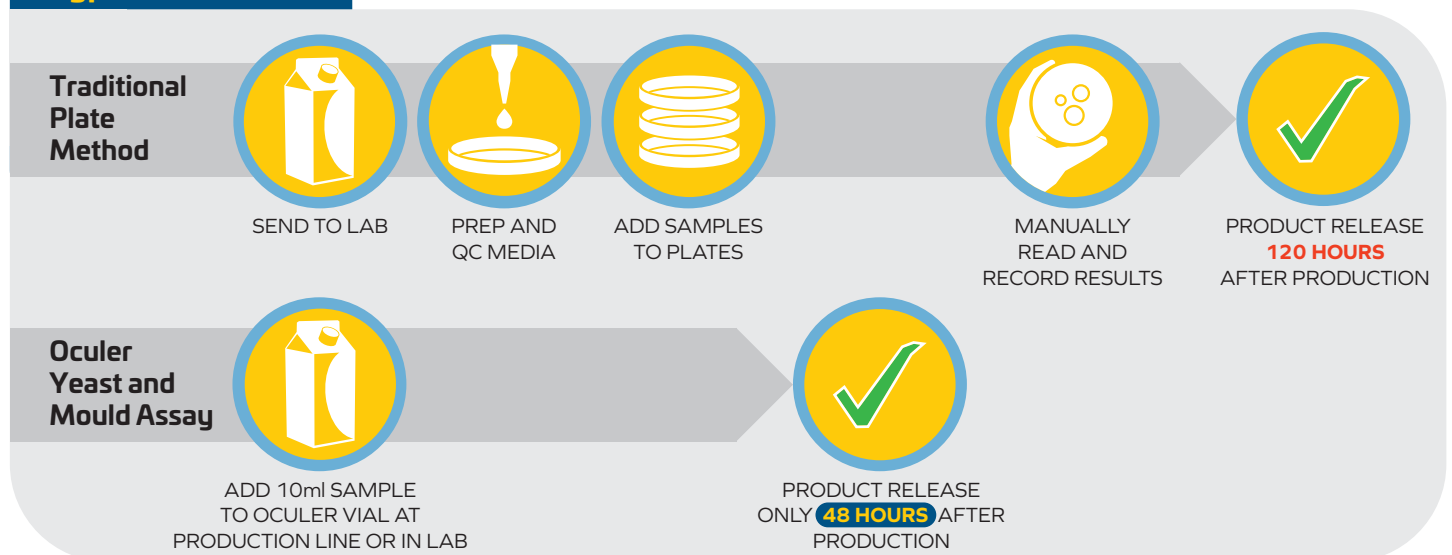 Traditional
Plate
Method
SEND TO LAB
PREP AND
QC MEDIA
ADD SAMPLES
TO PLATES
MANUALLY
READ AND
RECORD RESULTS
PRODUCT RELEASE
120 HOURS
AFTER PRODUCTION
Oculer
Yeast and
Mould Assay
ADD 10ml SAMPLE
TO OCULER VIAL AT
PRODUCTION LINE OR IN LAB
PRODUCT RELEASE
ONLY 48 HOURS AFTER
PRODUCTION